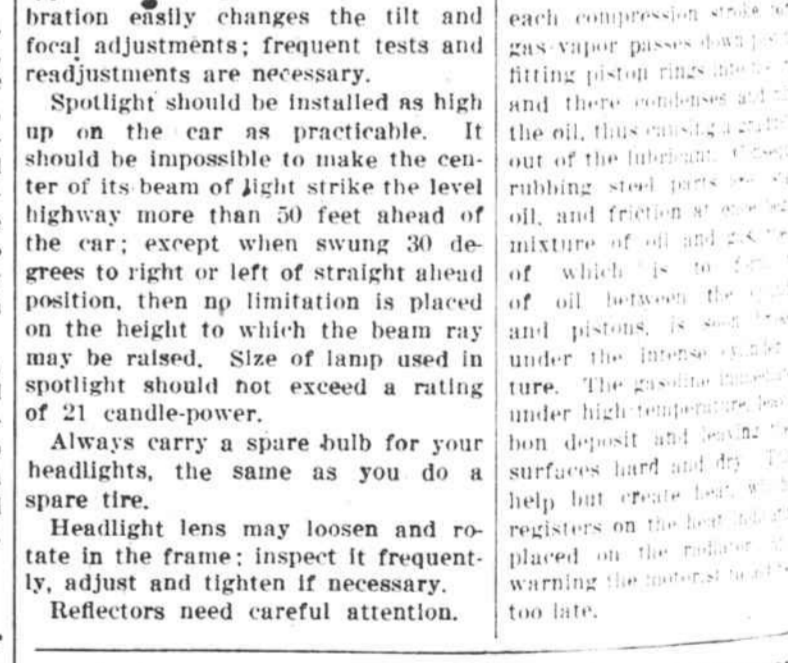 bration easily changes the tilt and
focal adjustments; frequent tests and
readjustments are necessary.
Spotlight should be installed as high
up on the car as practicable. It
should be impossible to make the cen-
ter of its beam of light strike the level
highway more than 50 feet ahead of
the car; except when swung 30 de-
grees to right or left of straight ahead
position, then no limitation is placed
on the height to which the beam ray
may be raised. Size of lamp used in
spotlight should not exceed a rating
of 21 candle-power.
Always carry a spare bulb for your
headlights, the same as you do a
spare tire.
Headlight lens may loosen and ro-
tate in the frame; inspect it frequent-
ly, adjust and tighten if necessary.
Reflectors need careful attention.
each compression stroke
gas vapor passes down
fitting piston rings into
and there condenses and
the oil, thus causing a
out of the lubricant.
rubbing steel parts are
oil, and friction at
mixture of oil and gas
of which is to form
of oil between the
and pistons, is soon
under the intense
ture. The gasoline
under high temperature,
bon deposit and leaving
surfaces hard and dry.
help but create heat,
registers on the heat
placed on the radiator
warning the motorist
too late.